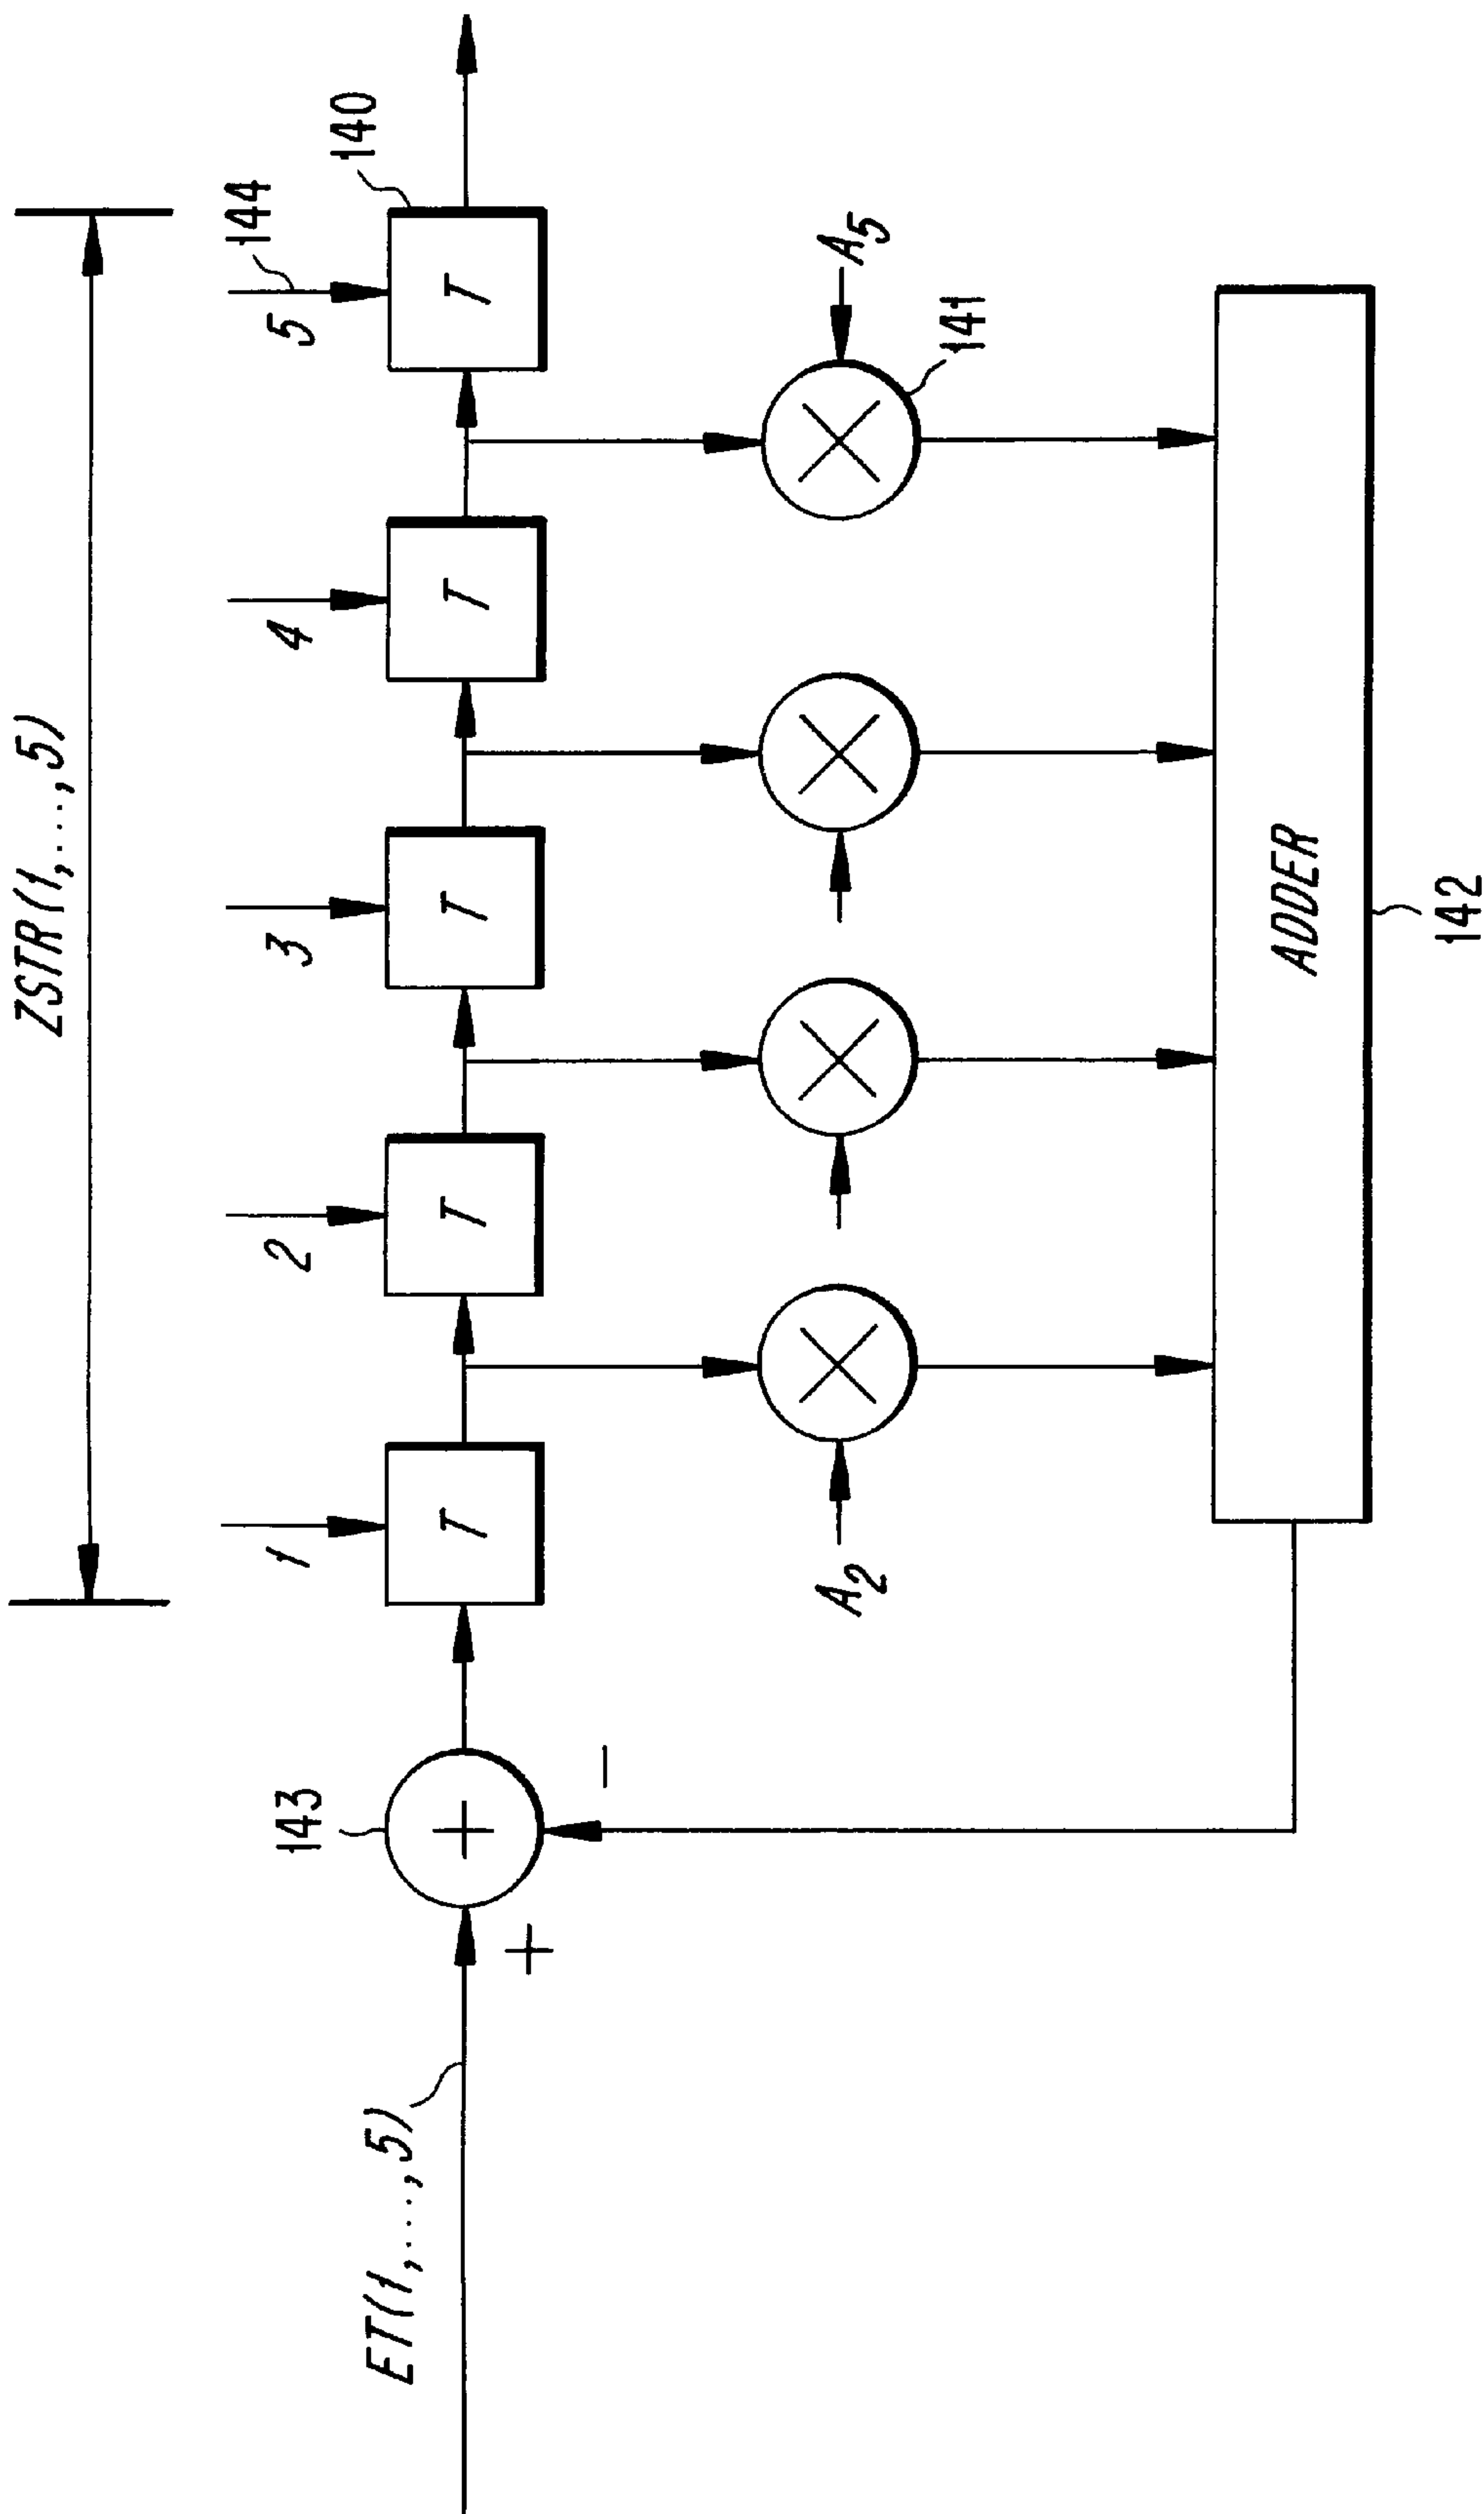 ZSTR(1,....,5)
144
140
1
2
3
4
5
T
T
T
T
T
143
ET(1,....,5)
+
+
−
A2
A5
141
ADDER
142